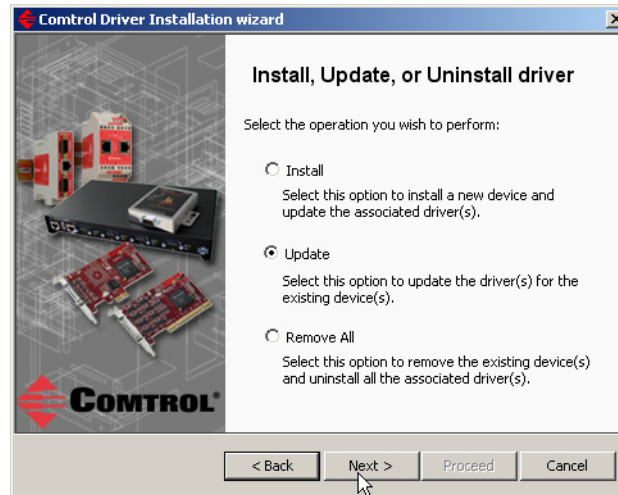 Comtrol Driver Installation wizard
Install, Update, or Uninstall driver
Select the operation you wish to perform:
Install
Select this option to install a new device and
update the associated driver(s).
Update
Select this option to update the driver(s) for the
existing device(s).
Remove All
Select this option to remove the existing device(s)
and uninstall all the associated driver(s).
COMTROL®
< Back
Next >
Proceed
Cancel